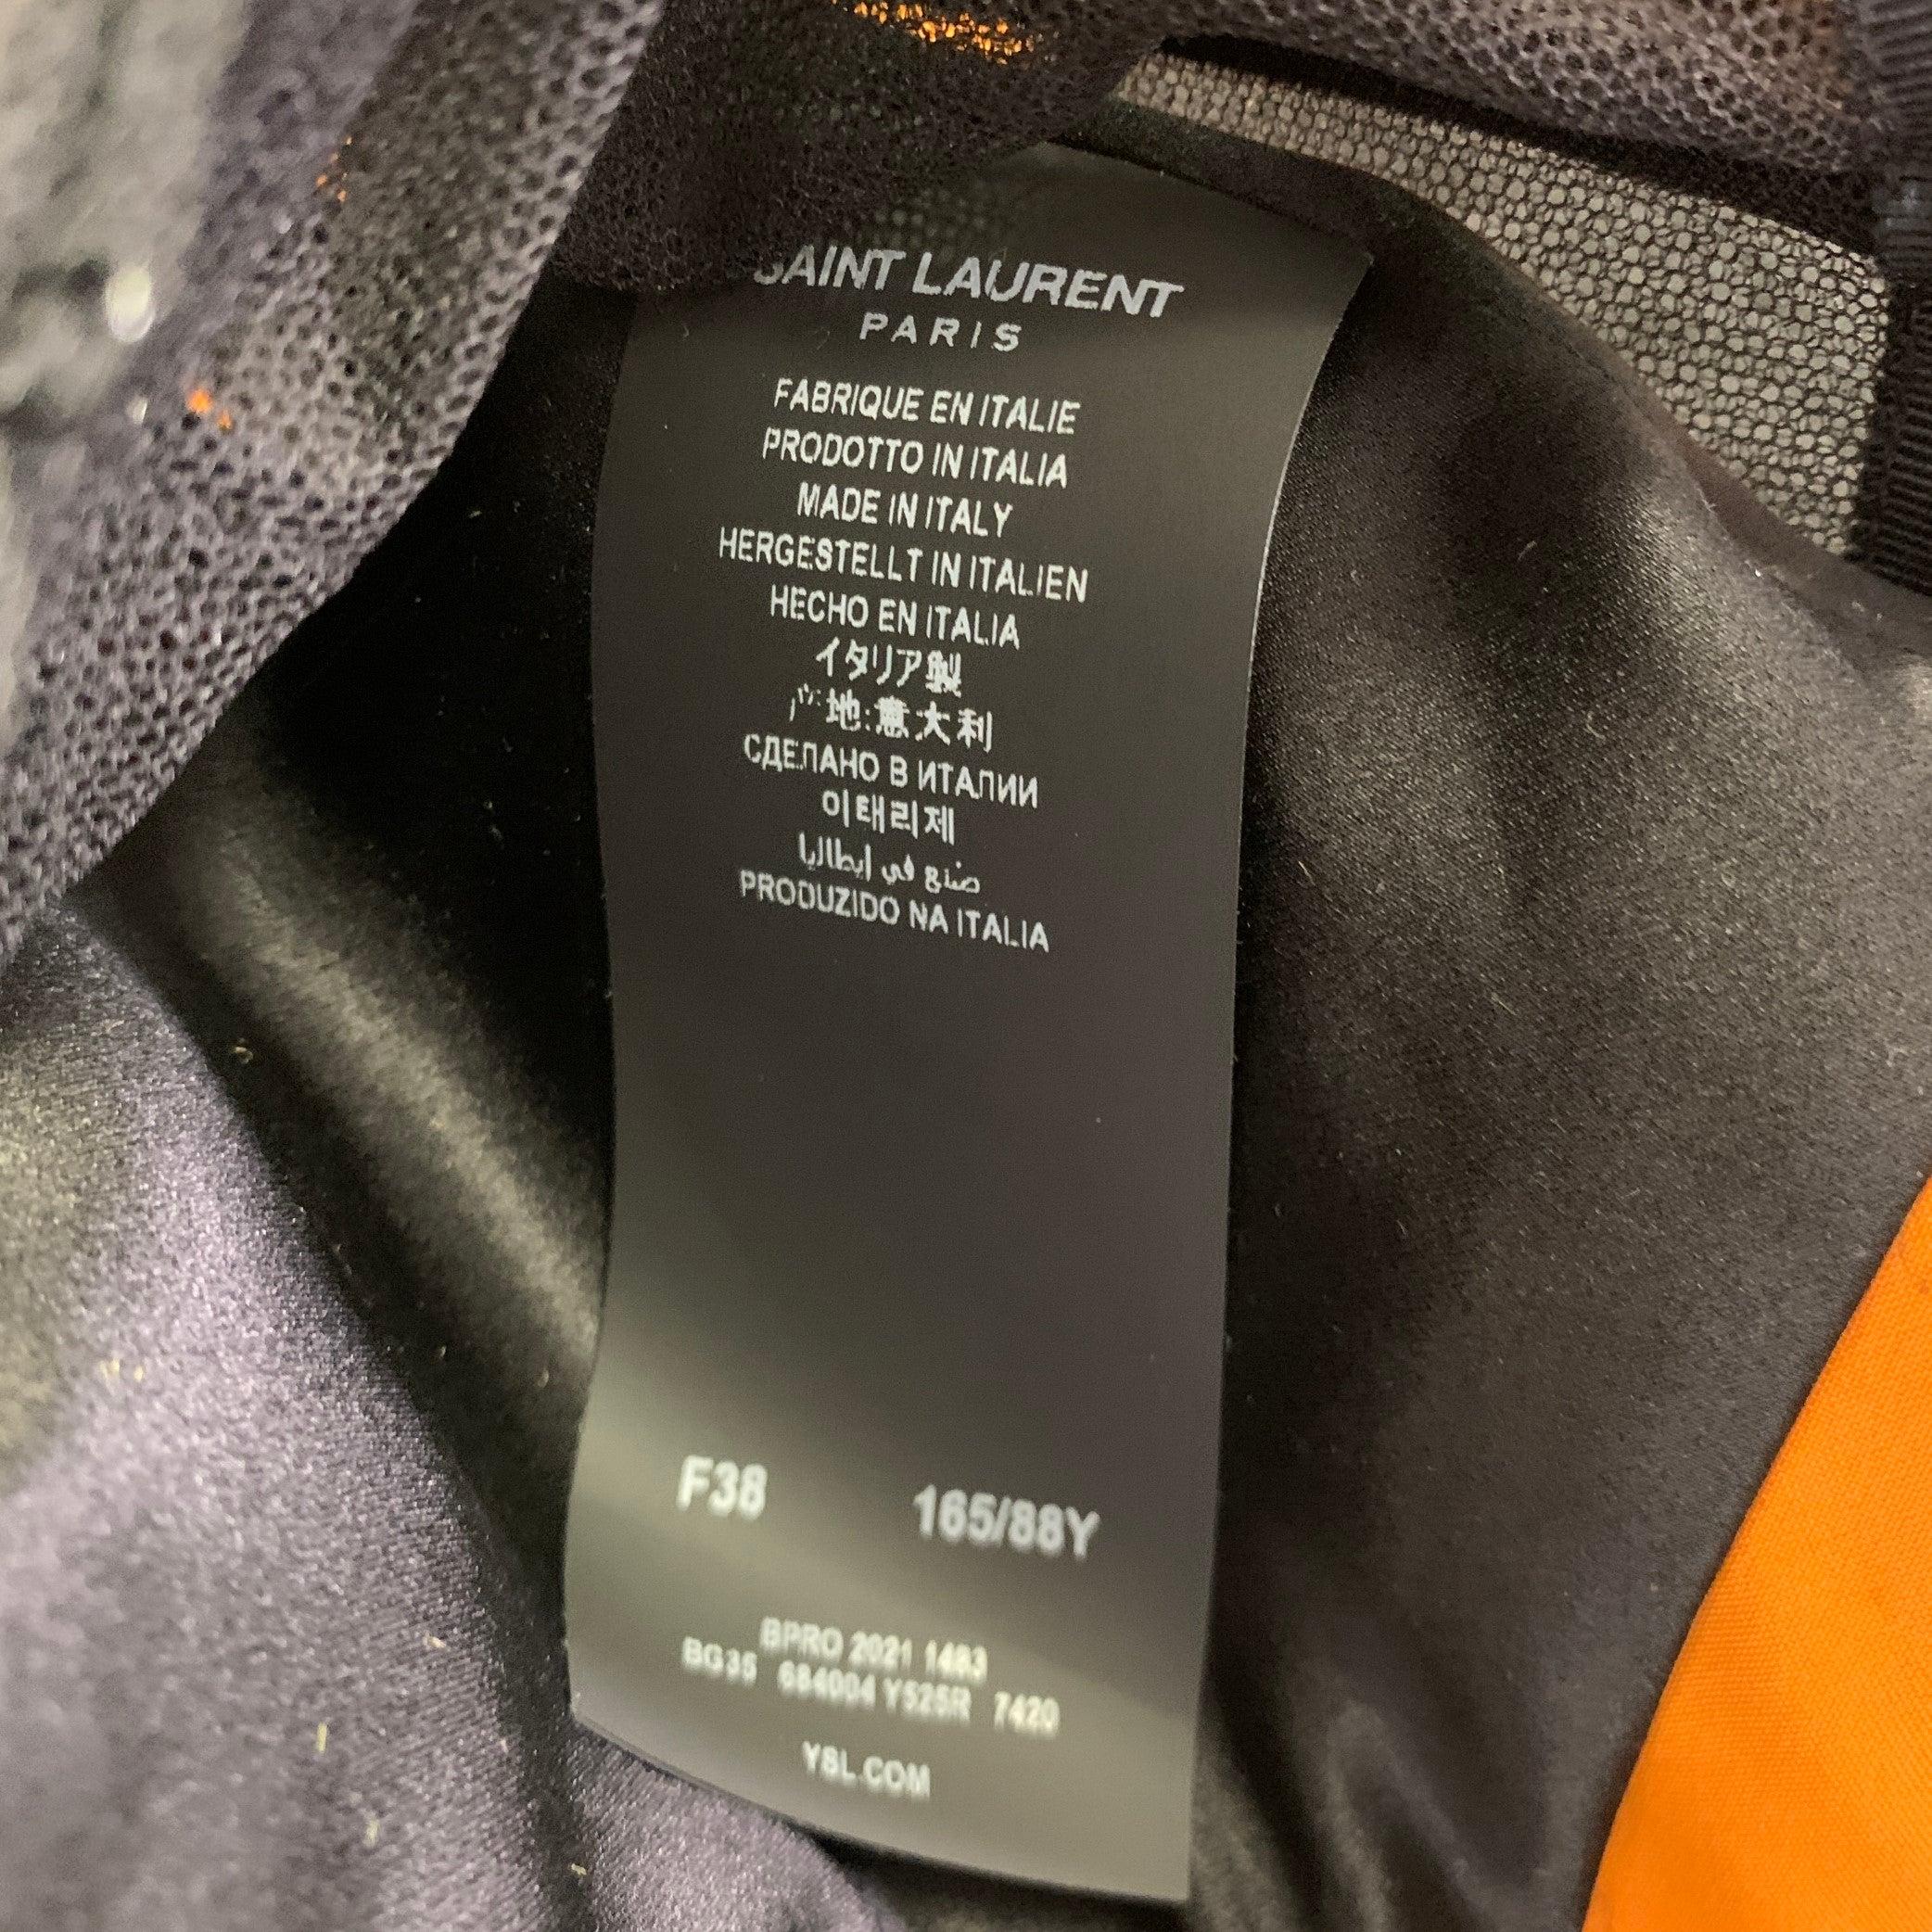 SAINT LAURENT
PARIS
FABRIQUE EN ITALIE
PRODOTTO IN ITALIA
MADE IN ITALY
HERGESTELLT IN ITALIEN
HECHO EN ITALIA
イタリア製
产地:意大利
СДЕЛАНО В ИТАЛИИ
이태리제
صنع في إيطاليا
PRODUZIDO NA ITALIA
F38 165/88Y
BPRO 2021 1483
BG35 684004 Y525R 7420
YSL.COM